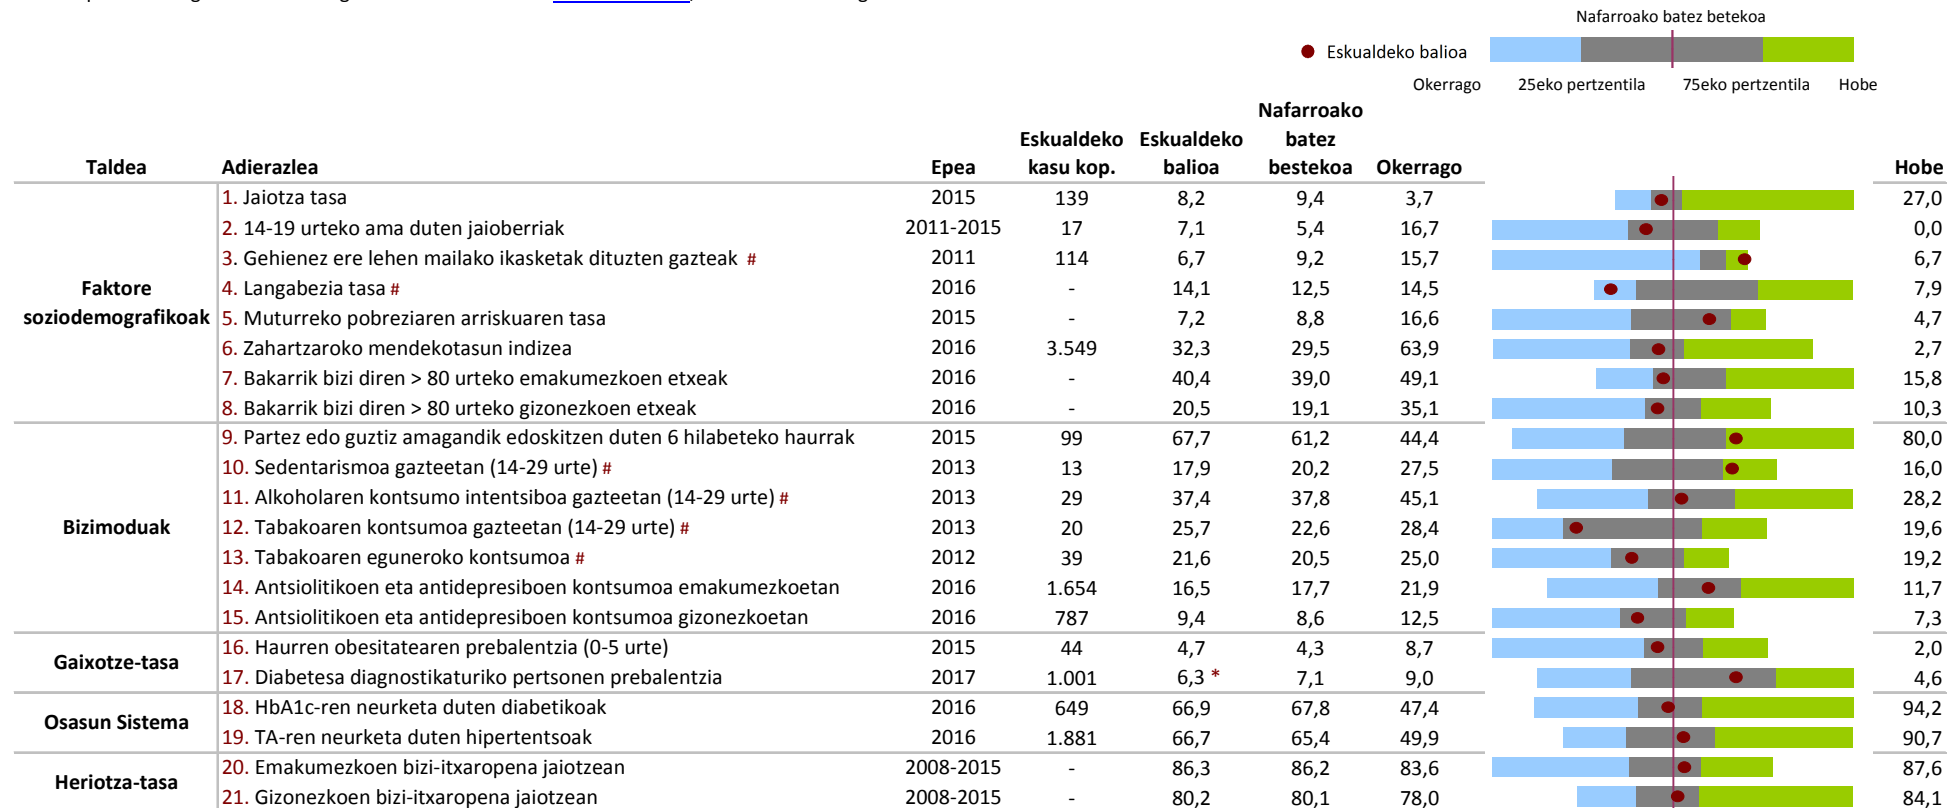 Nafarroako batez betekoa
Eskualdeko balioa
Okerrago 25eko pertzentila 75eko pertzentila Hobe
Taldea Adierazlea Epea Eskualdeko kasu kop. Eskualdeko balioa Nafarroako batez bestekoa Okerrago Hobe
Faktore soziodemografikoak
1. Jaiotza tasa 2015 139 8,2 9,4 3,7 27,0
2. 14-19 urteko ama duten jaioberriak 2011-2015 17 7,1 5,4 16,7 0,0
3. Gehienez ere lehen mailako ikasketak dituzten gazteak # 2011 114 6,7 9,2 15,7 6,7
4. Langabezia tasa # 2016 - 14,1 12,5 14,5 7,9
5. Muturreko pobreziaren arriskuaren tasa 2015 - 7,2 8,8 16,6 4,7
6. Zahartzaroko mendekotasun indizea 2016 3.549 32,3 29,5 63,9 2,7
7. Bakarrik bizi diren > 80 urteko emakumezkoen etxeak 2016 - 40,4 39,0 49,1 15,8
8. Bakarrik bizi diren > 80 urteko gizonezkoen etxeak 2016 - 20,5 19,1 35,1 10,3
Bizimoduak
9. Partez edo guztiz amagandik edoskitzen duten 6 hilabeteko haurrak 2015 99 67,7 61,2 44,4 80,0
10. Sedentarismoa gazteetan (14-29 urte) # 2013 13 17,9 20,2 27,5 16,0
11. Alkoholaren kontsumo intentsiboa gazteetan (14-29 urte) # 2013 29 37,4 37,8 45,1 28,2
12. Tabakoaren kontsumoa gazteetan (14-29 urte) # 2013 20 25,7 22,6 28,4 19,6
13. Tabakoaren eguneroko kontsumoa # 2012 39 21,6 20,5 25,0 19,2
14. Antsiolitikoen eta antidepresiboen kontsumoa emakumezkoetan 2016 1.654 16,5 17,7 21,9 11,7
15. Antsiolitikoen eta antidepresiboen kontsumoa gizonezkoetan 2016 787 9,4 8,6 12,5 7,3
Gaixotze-tasa
16. Haurren obesitatearen prebalentzia (0-5 urte) 2015 44 4,7 4,3 8,7 2,0
17. Diabetesa diagnostikaturiko pertsonen prebalentzia 2017 1.001 6,3 * 7,1 9,0 4,6
Osasun Sistema
18. HbA1c-ren neurketa duten diabetikoak 2016 649 66,9 67,8 47,4 94,2
19. TA-ren neurketa duten hipertentsoak 2016 1.881 66,7 65,4 49,9 90,7
Heriotza-tasa
20. Emakumezkoen bizi-itxaropena jaiotzean 2008-2015 - 86,3 86,2 83,6 87,6
21. Gizonezkoen bizi-itxaropena jaiotzean 2008-2015 - 80,2 80,1 78,0 84,1